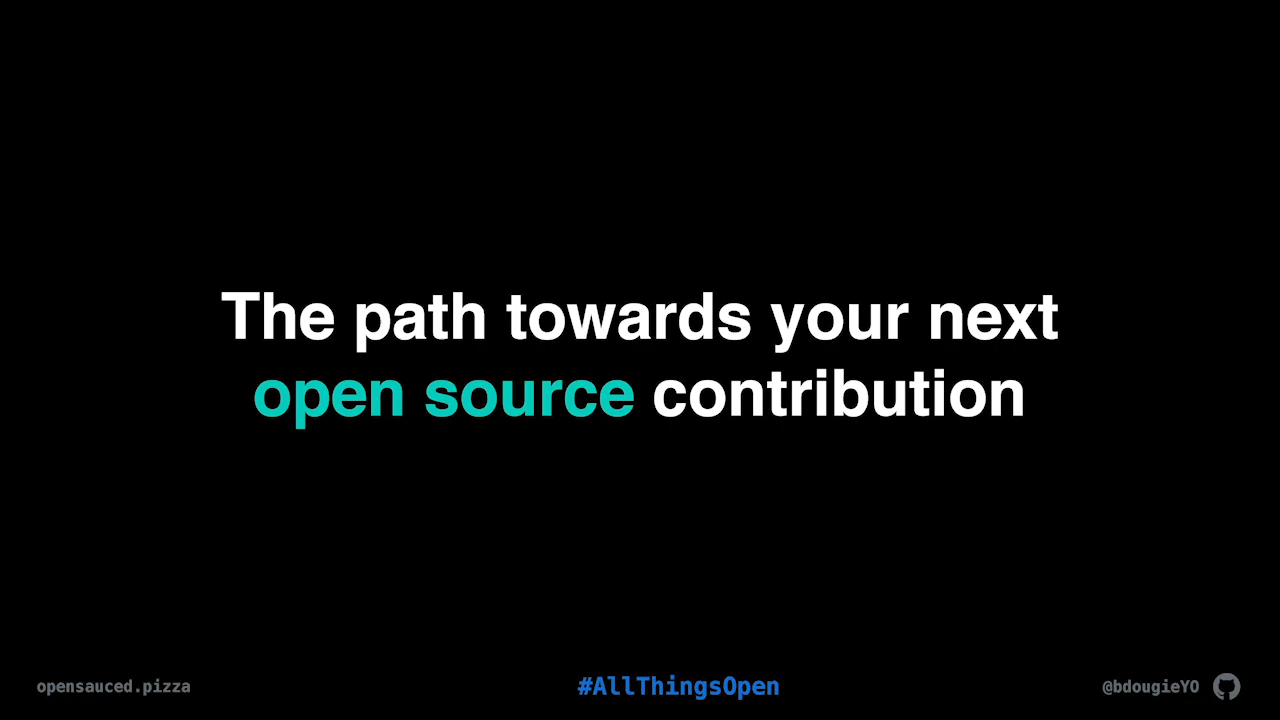 The path towards your next
open source contribution
opensauced.pizza
#AllThingsOpen
@bdougieYO